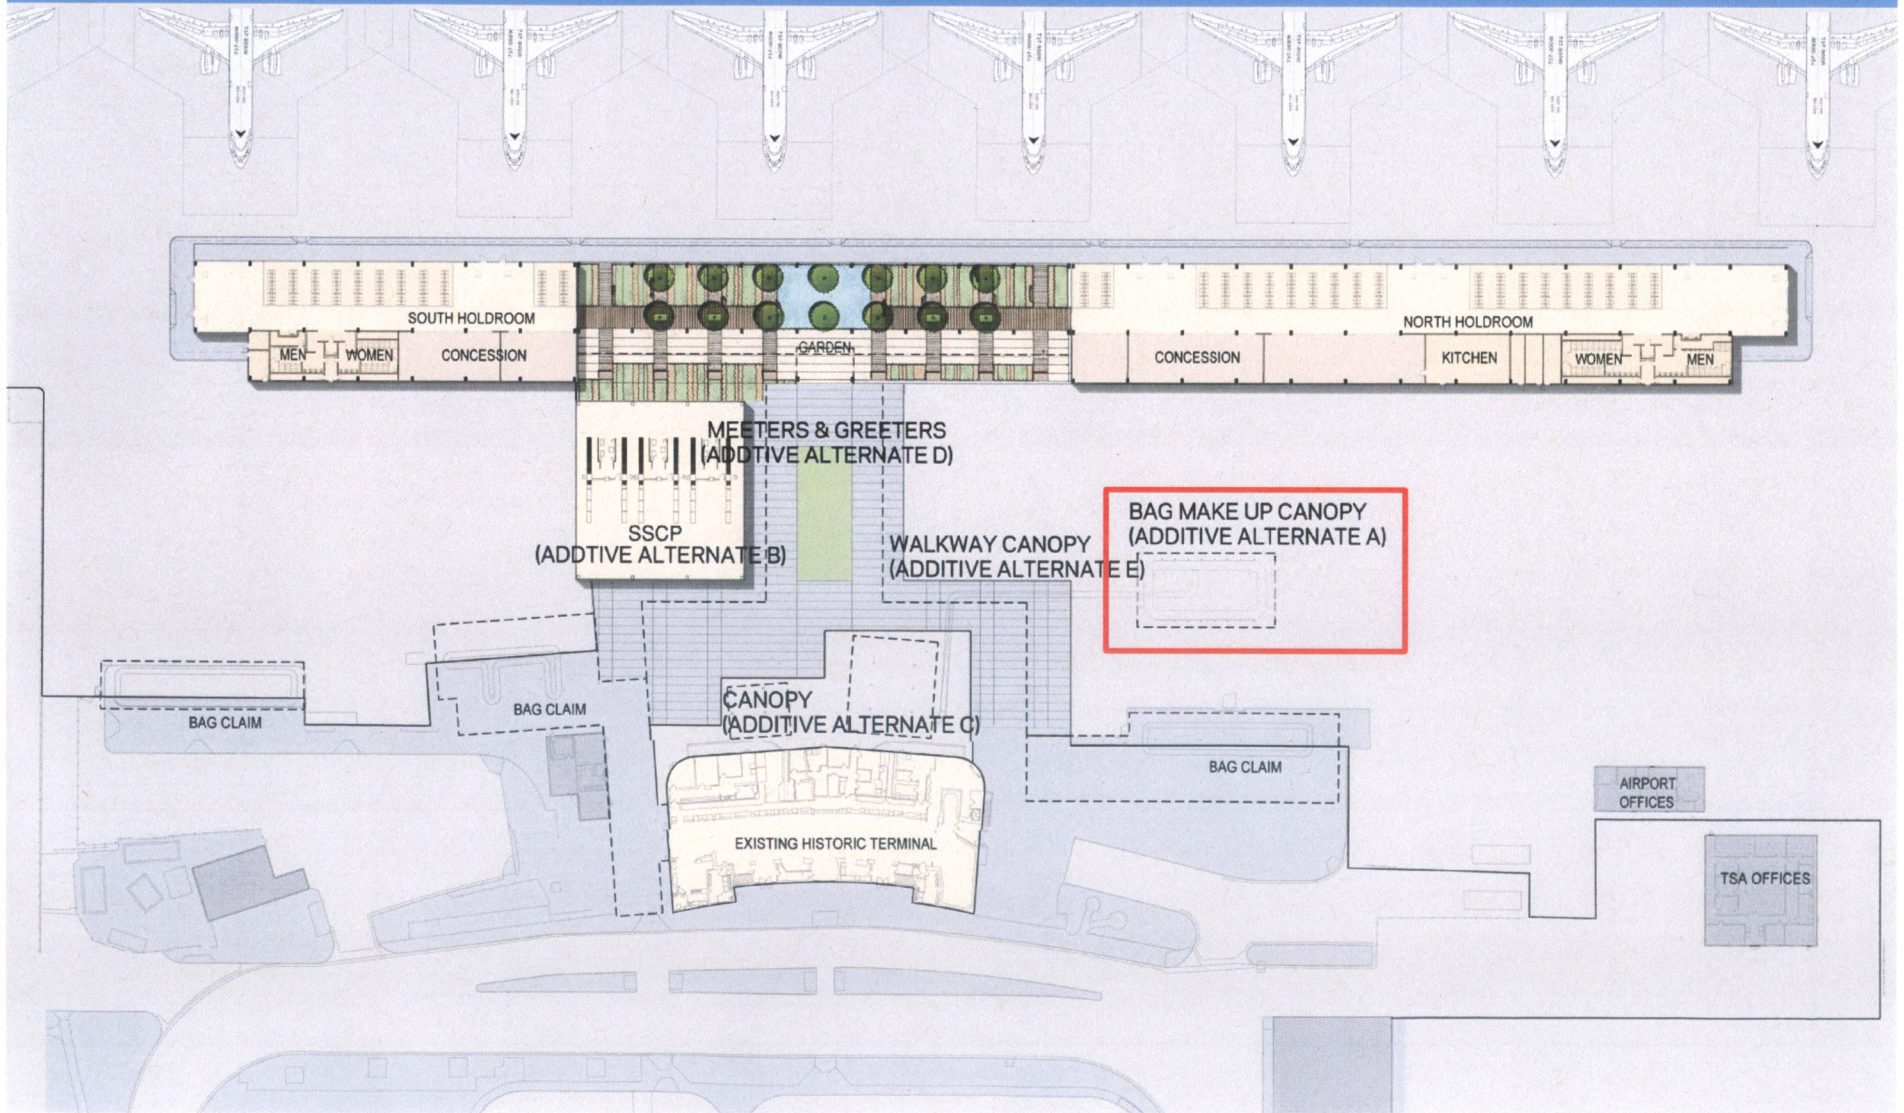 SOUTH HOLDROOM
NORTH HOLDROOM
MEN
WOMEN
CONCESSION
GARDEN
CONCESSION
KITCHEN
WOMEN
MEN
MEETERS & GREETERS
(ADDTIVE ALTERNATE D)
SSCP
(ADDTIVE ALTERNATE B)
WALKWAY CANOPY
(ADDITIVE ALTERNATE E)
BAG MAKE UP CANOPY
(ADDITIVE ALTERNATE A)
BAG CLAIM
BAG CLAIM
CANOPY
(ADDITIVE ALTERNATE C)
BAG CLAIM
AIRPORT
OFFICES
EXISTING HISTORIC TERMINAL
TSA OFFICES